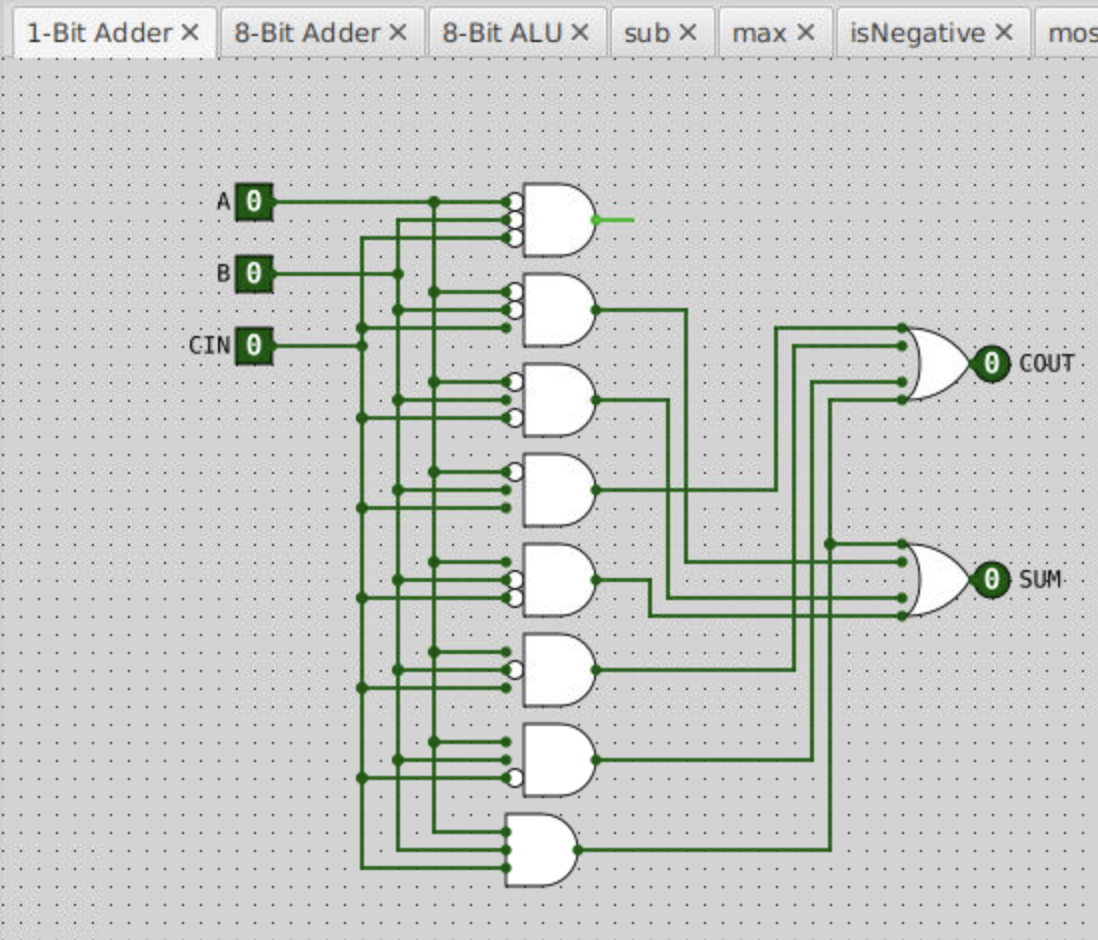 1-Bit Adder × 8-Bit Adder × 8-Bit ALU × sub × max × isNegative × mos
A 0
B 0
CIN 0
0 COUT
0 SUM